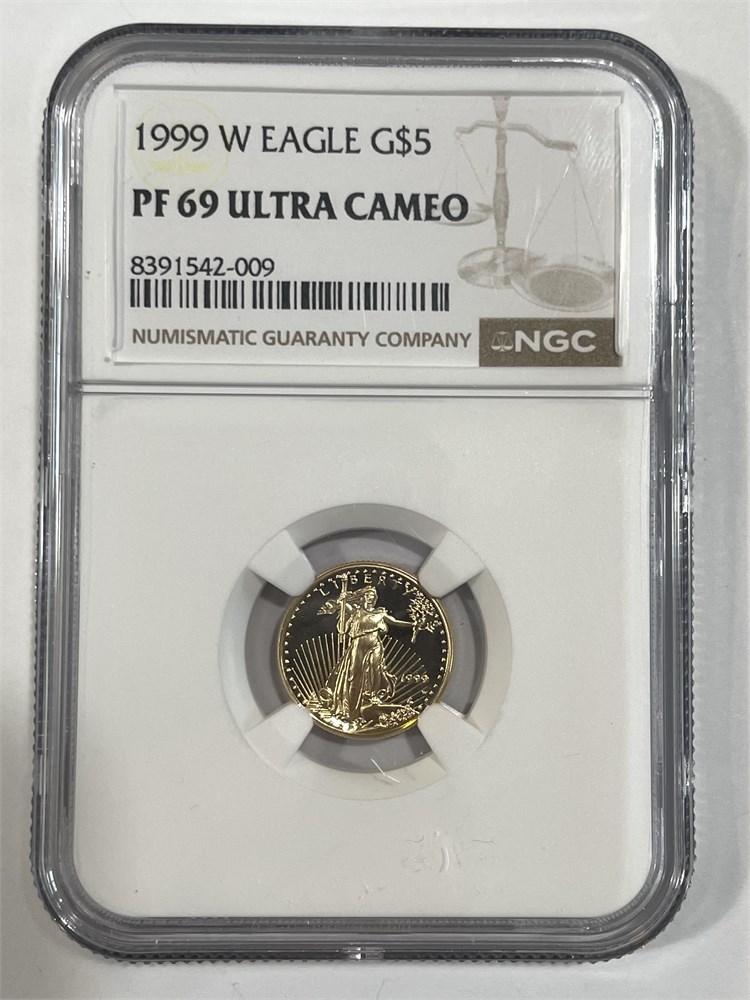 1999 W EAGLE G$5
PF 69 ULTRA CAMEO
8391542-009
NUMISMATIC GUARANTY COMPANY
NGC
LIBERTY
1999